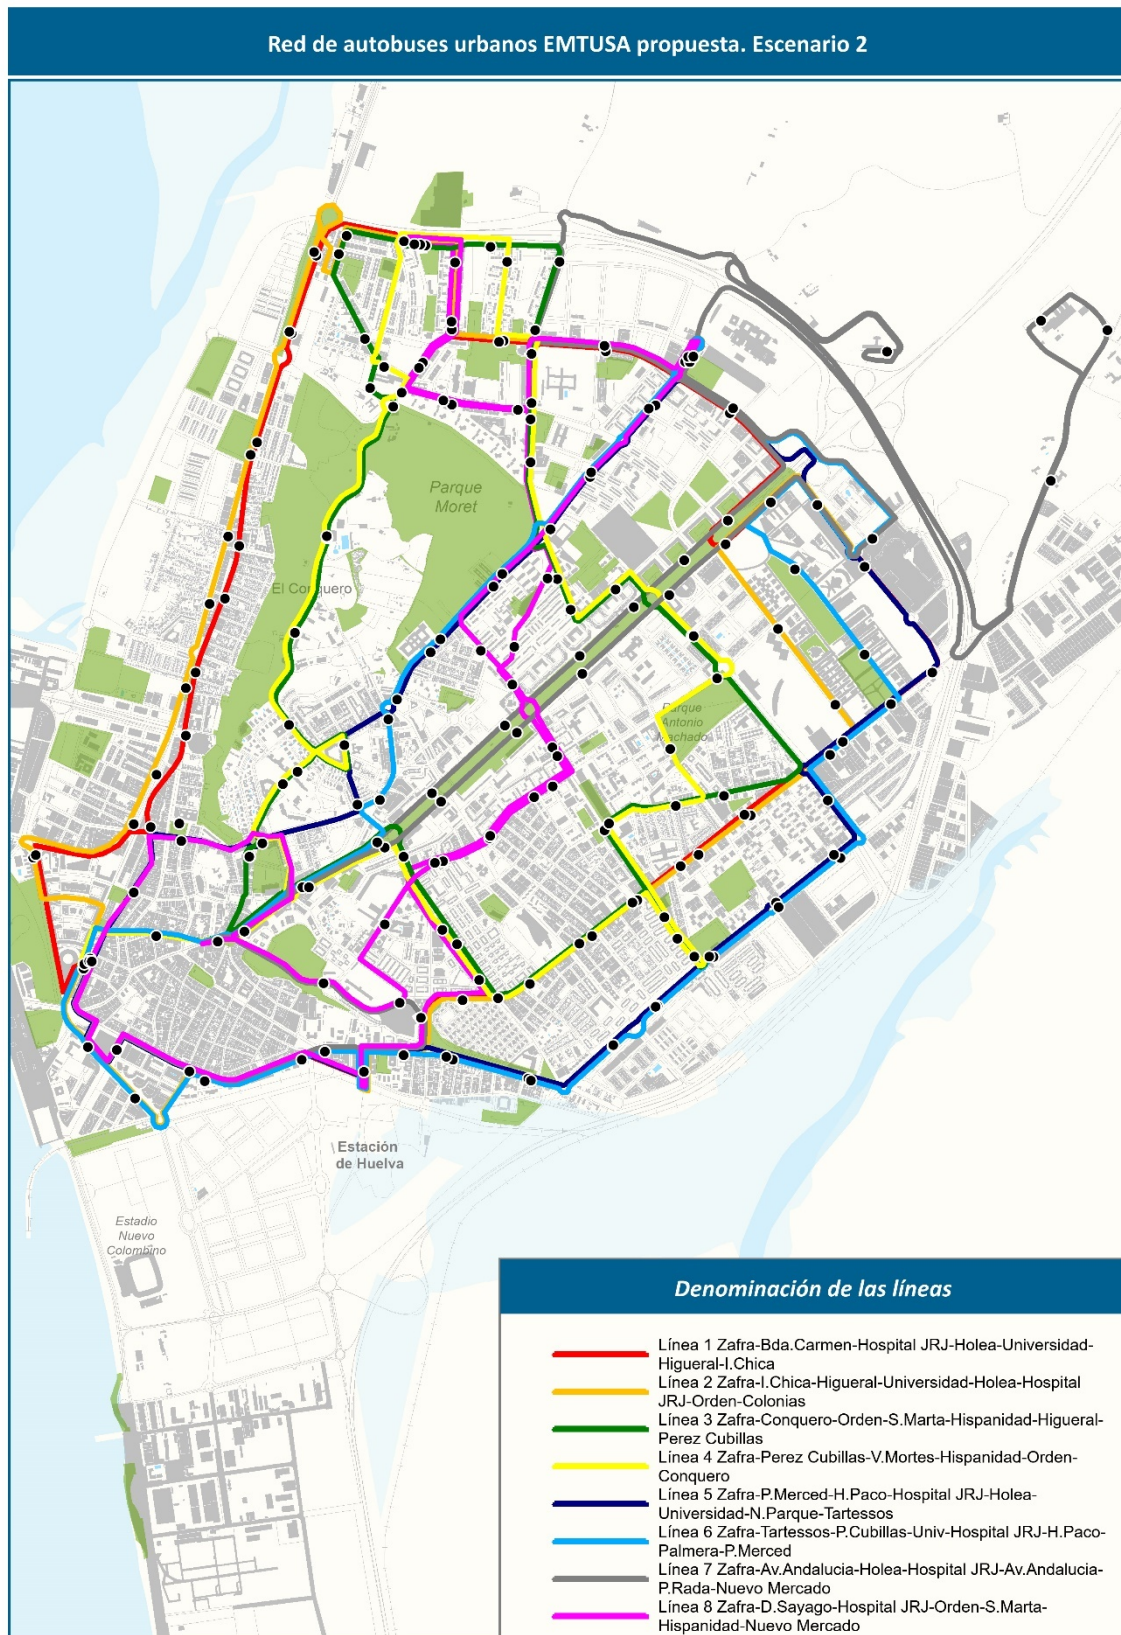 Red de autobuses urbanos EMTUSA propuesta. Escenario 2
Parque
Moret
El Conquero
Parque
Antonio
Machado
Estación
de Huelva
Estadio
Nuevo
Colombino
Denominación de las líneas
Línea 1 Zafra-Bda.Carmen-Hospital JRJ-Holea-Universidad-
Higueral-I.Chica
Línea 2 Zafra-I.Chica-Higueral-Universidad-Holea-Hospital
JRJ-Orden-Colonias
Línea 3 Zafra-Conquero-Orden-S.Marta-Hispanidad-Higueral-
Perez Cubillas
Línea 4 Zafra-Perez Cubillas-V.Mortes-Hispanidad-Orden-
Conquero
Línea 5 Zafra-P.Merced-H.Paco-Hospital JRJ-Holea-
Universidad-N.Parque-Tartessos
Línea 6 Zafra-Tartessos-P.Cubillas-Univ-Hospital JRJ-H.Paco-
Palmera-P.Merced
Línea 7 Zafra-Av.Andalucia-Holea-Hospital JRJ-Av.Andalucia-
P.Rada-Nuevo Mercado
Línea 8 Zafra-D.Sayago-Hospital JRJ-Orden-S.Marta-
Hispanidad-Nuevo Mercado